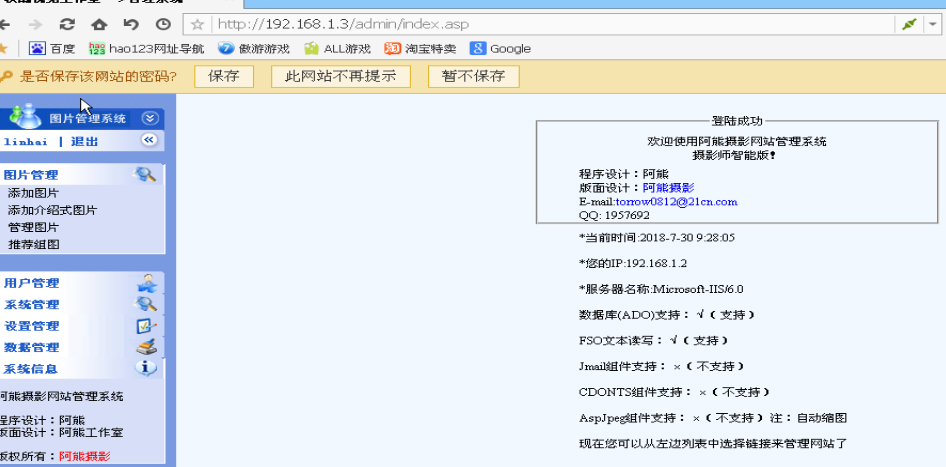 http://192.168.1.3/admin/index.asp
百度 hao123网址导航 傲游游戏 ALL游戏 淘宝特卖 Google
是否保存该网站的密码? 保存 此网站不再提示 暂不保存
图片管理系统
linhai | 退出
图片管理
添加图片
添加介绍式图片
管理图片
推荐组图
用户管理
系统管理
设置管理
数据管理
系统信息
阿能摄影网站管理系统
程序设计：阿能
版面设计：阿能工作室
版权所有：阿能摄影
登陆成功
欢迎使用阿能摄影网站管理系统
摄影师智能版!
程序设计：阿能
版面设计：阿能摄影
E-mail:torrow0812@21cn.com
QQ: 1957692
*当前时间:2018-7-30 9:28:05
*您的IP:192.168.1.2
*服务器名称:Microsoft-IIS/6.0
数据库(ADO)支持：√（支持）
FSO文本读写：√（支持）
Jmail组件支持：×（不支持）
CDONTS组件支持：×（不支持）
AspJpeg组件支持：×（不支持）注：自动缩图
现在您可以从左边列表中选择链接来管理网站了